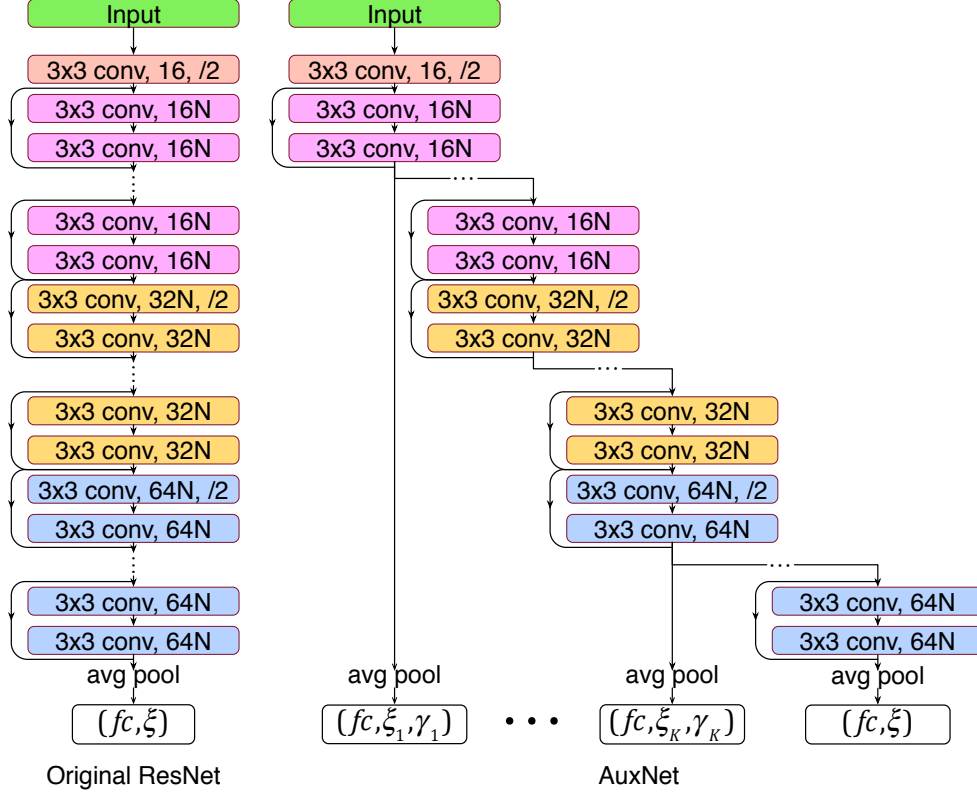 Input
3x3 conv, 16, /2
3x3 conv, 16N
3x3 conv, 16N
3x3 conv, 16N
3x3 conv, 16N
3x3 conv, 32N, /2
3x3 conv, 32N
3x3 conv, 32N
3x3 conv, 32N
3x3 conv, 64N, /2
3x3 conv, 64N
3x3 conv, 64N
3x3 conv, 64N
avg pool
(fc,ξ)
Original ResNet
Input
3x3 conv, 16, /2
3x3 conv, 16N
3x3 conv, 16N
...
3x3 conv, 16N
3x3 conv, 16N
3x3 conv, 32N, /2
3x3 conv, 32N
...
3x3 conv, 32N
3x3 conv, 32N
3x3 conv, 64N, /2
3x3 conv, 64N
...
3x3 conv, 64N
3x3 conv, 64N
avg pool
avg pool
avg pool
(fc,ξ₁,γ₁)
• • •
(fc,ξ_K,γ_K)
(fc,ξ)
AuxNet